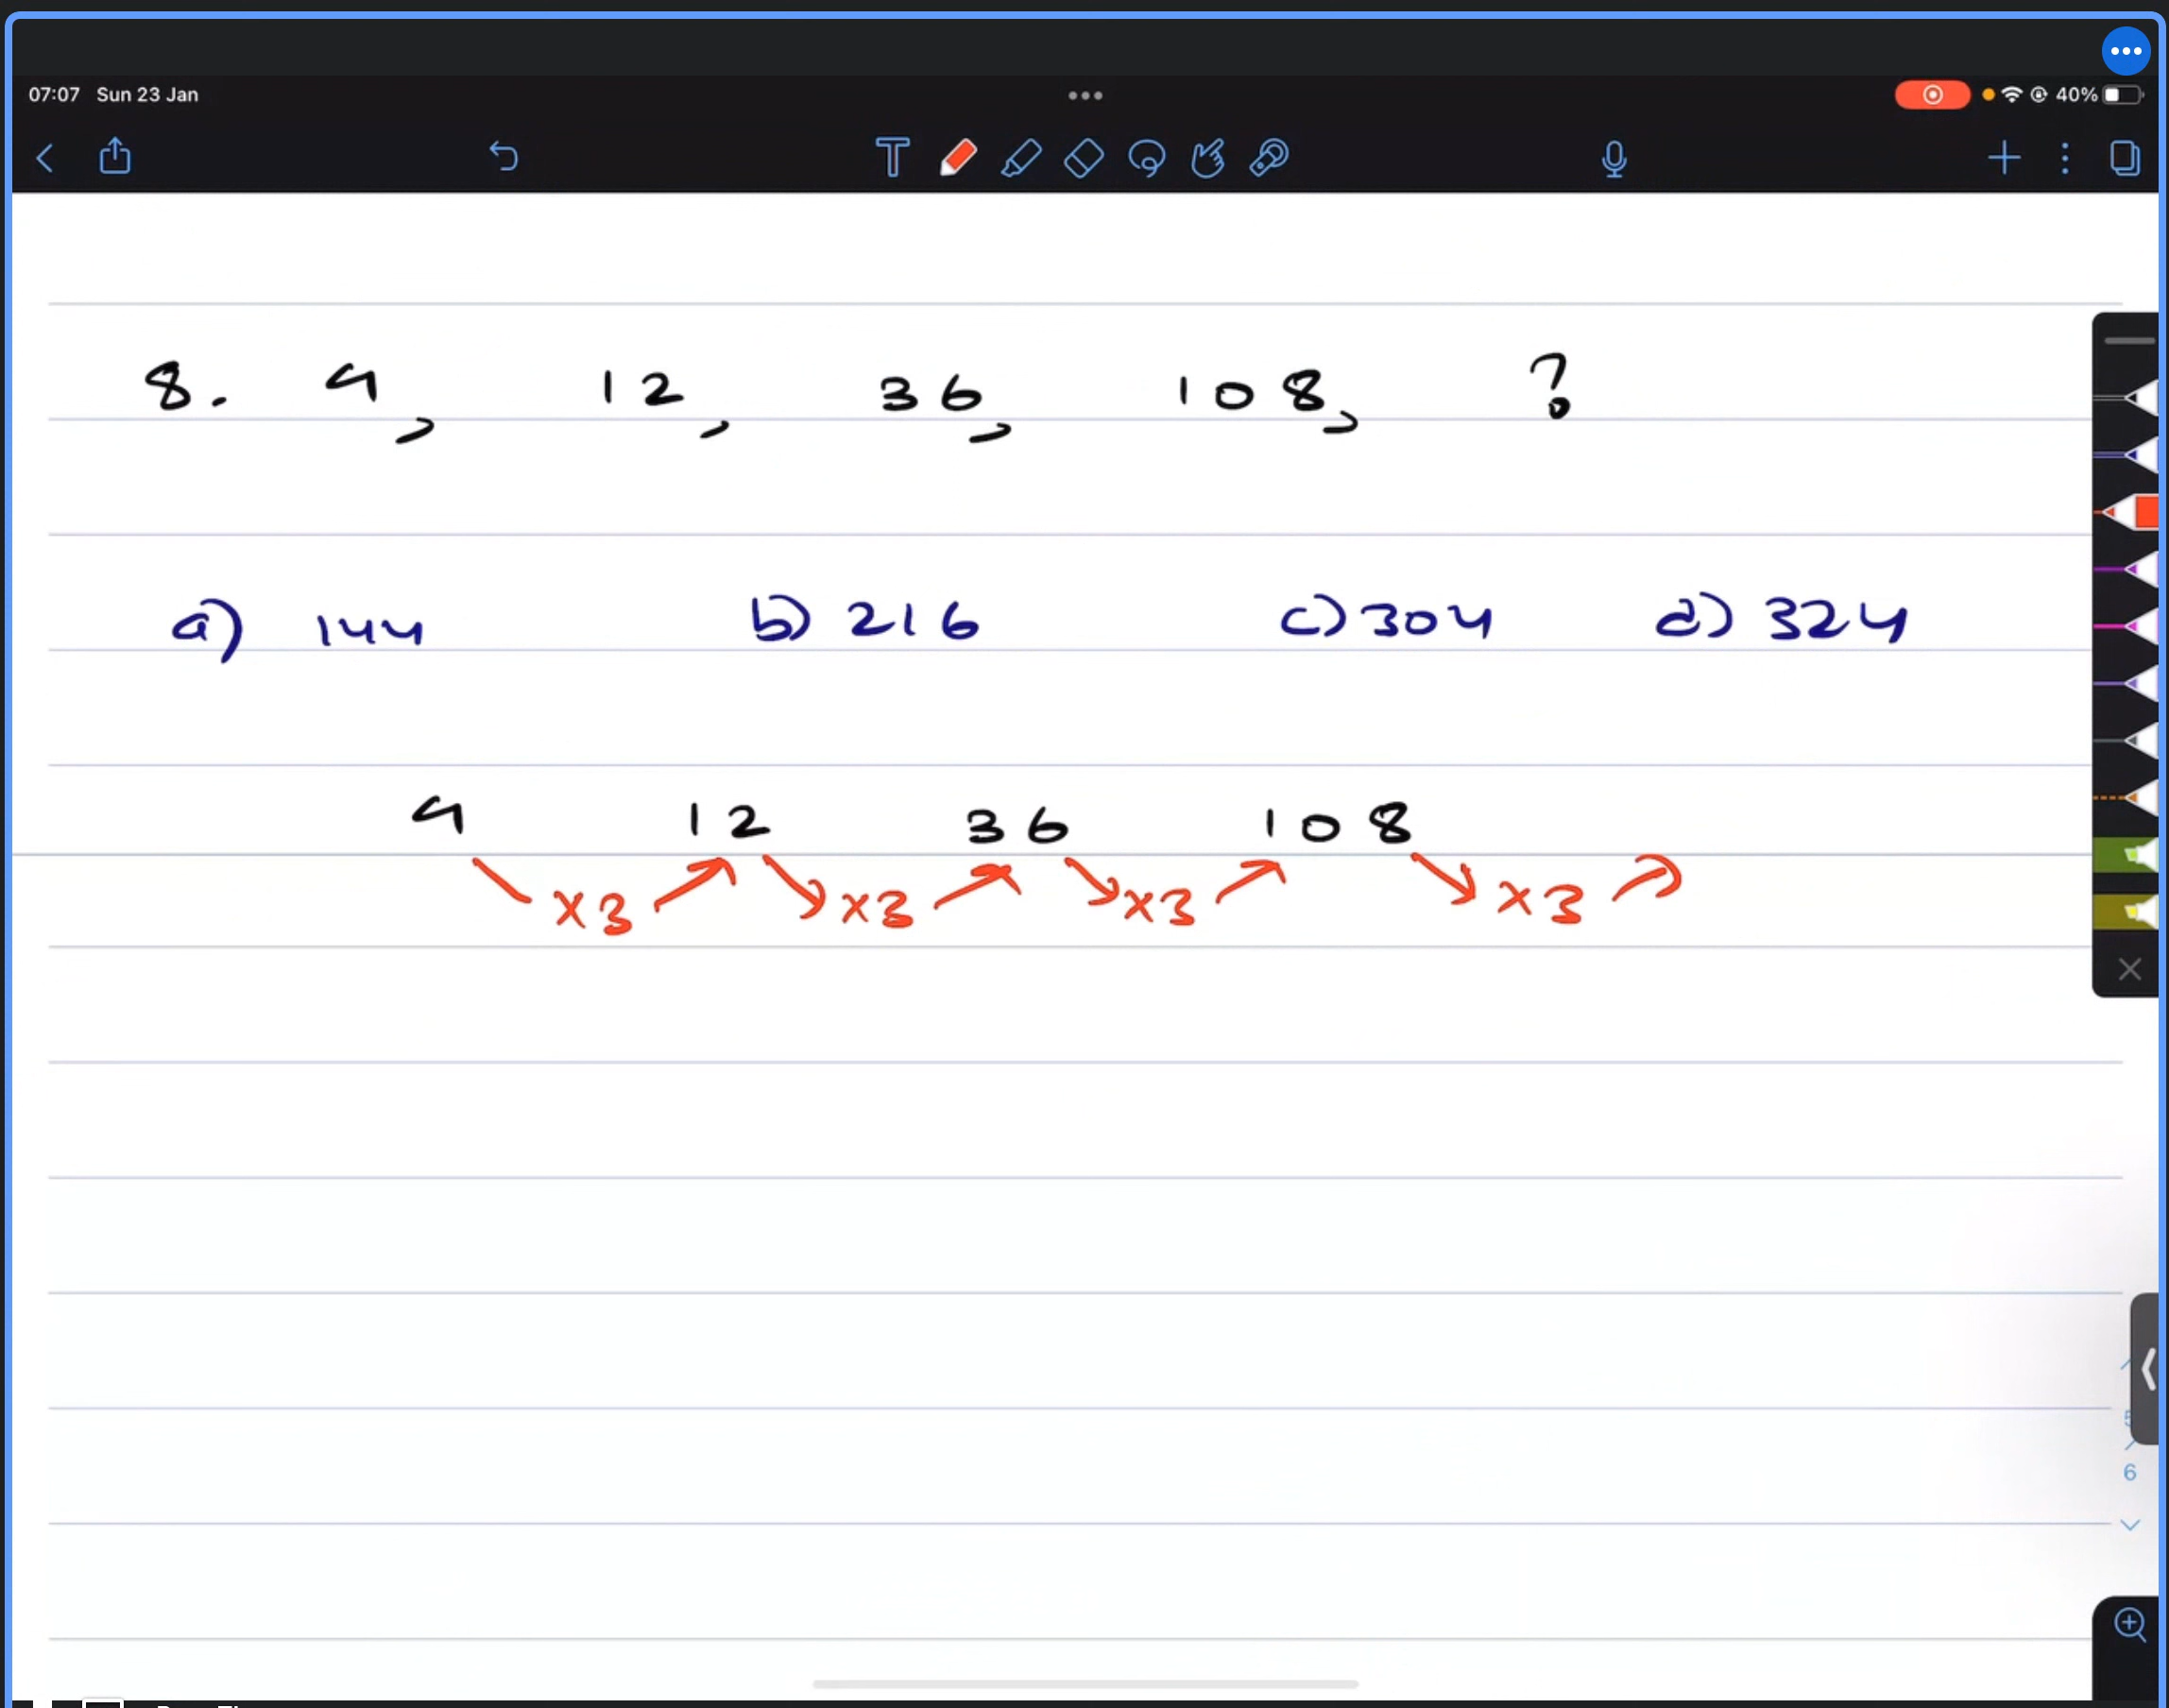 07:07 Sun 23 Jan
40%
8. 4, 12, 36, 108, ?
a) 144 b) 216 c) 304 d) 324
4 12 36 108
x3 x3 x3 x3
6